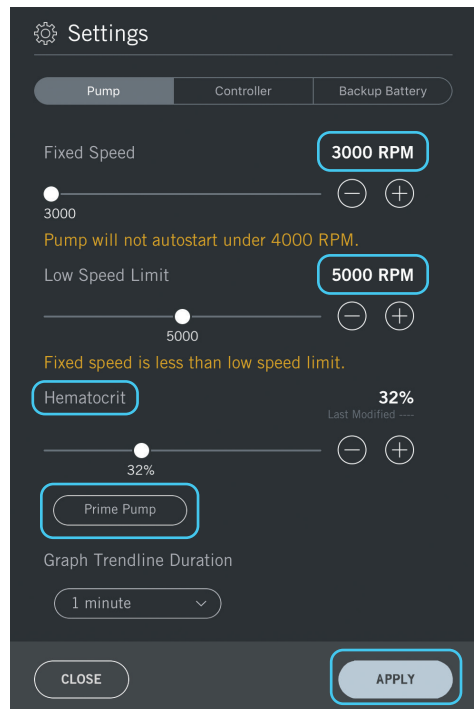 Settings
Pump Controller Backup Battery
Fixed Speed 3000 RPM
3000
Pump will not autostart under 4000 RPM.
Low Speed Limit 5000 RPM
5000
Fixed speed is less than low speed limit.
Hematocrit 32%
Last Modified ----
32%
Prime Pump
Graph Trendline Duration
1 minute
CLOSE APPLY